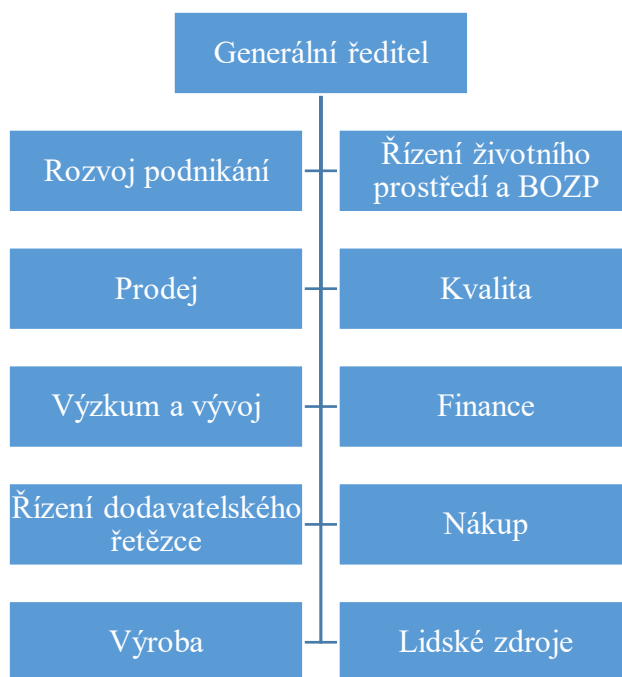 Generální ředitel
Rozvoj podnikání
Řízení životního
prostředí a BOZP
Prodej
Kvalita
Výzkum a vývoj
Finance
Řízení dodavatelského
řetězce
Nákup
Výroba
Lidské zdroje